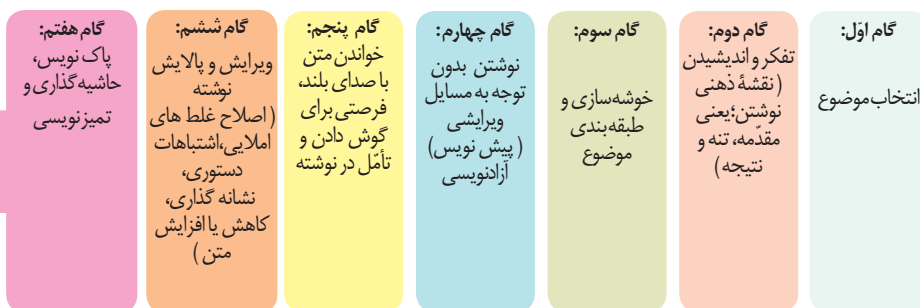 گام اوّل:
انتخاب موضوع
گام دوم:
تفکر و اندیشیدن
(نقشهٔ ذهنی
نوشتن؛ یعنی
مقدّمه، تنه و
نتیجه)
گام سوم:
خوشه‌سازی و
طبقه‌بندی
موضوع
گام چهارم:
نوشتن بدون
توجه به مسایل
ویرایشی
(پیش نویس)
آزادنویسی
گام پنجم:
خواندن متن
با صدای بلند،
فرصتی برای
گوش دادن و
تأمّل در نوشته
گام ششم:
ویرایش و پالایش
نوشته
(اصلاح غلط های
املایی، اشتباهات
دستوری،
نشانه گذاری،
کاهش یا افزایش
متن)
گام هفتم:
پاک نویس،
حاشیه گذاری و
تمیز نویسی